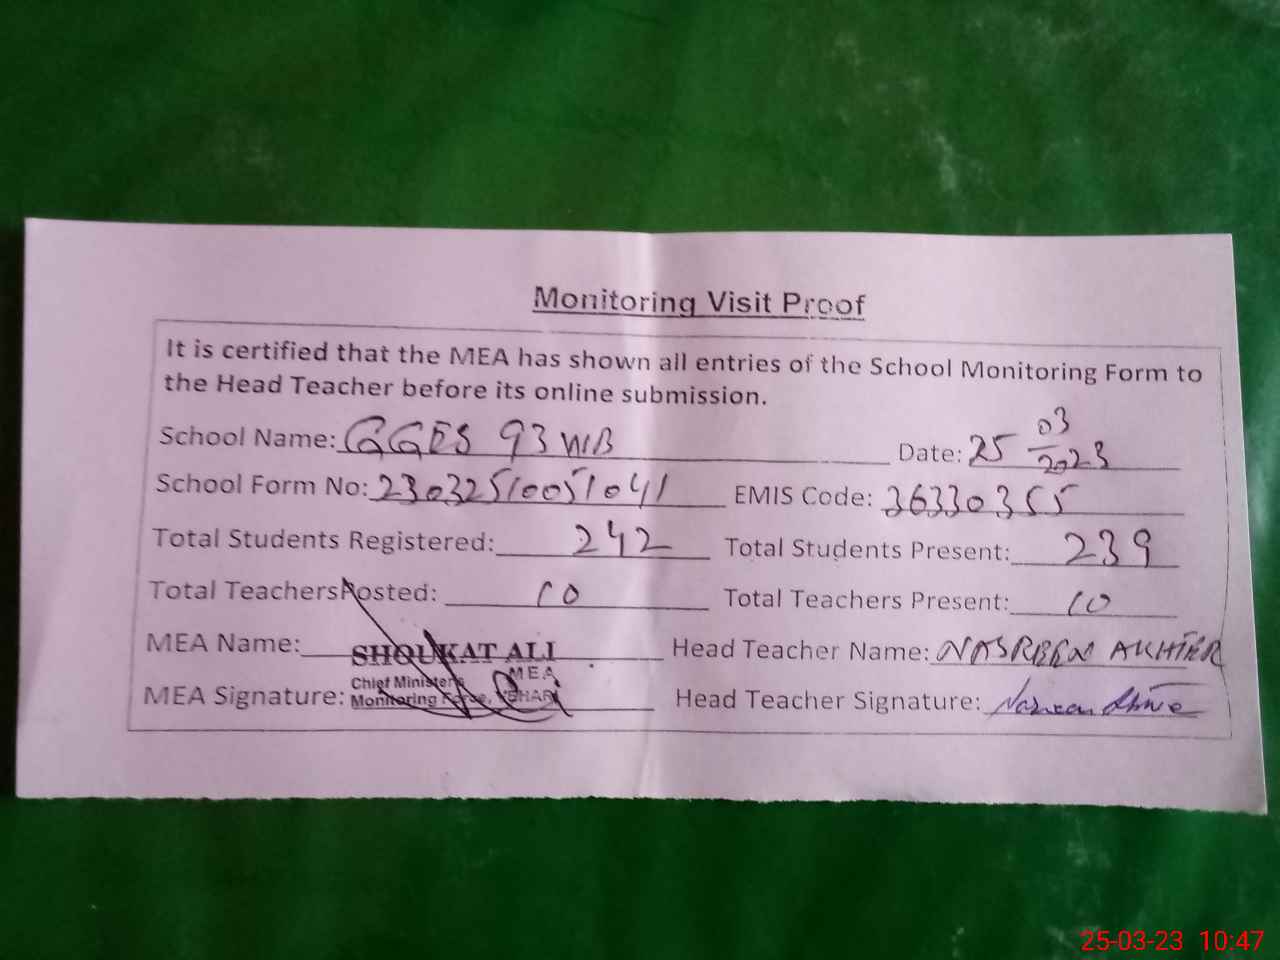 Monitoring Visit Proof
It is certified that the MEA has shown all entries of the School Monitoring Form to
the Head Teacher before its online submission.
School Name: GGES 93 WB Date: 25 03/2023
School Form No: 23032510051041 EMIS Code: 36330355
Total Students Registered: 242 Total Students Present: 239
Total Teachers Posted: 10 Total Teachers Present: 10
MEA Name: SHOUKAT ALI Head Teacher Name: NASREEN AKHTER
MEA
Chief Minister's
Monitoring Force, VEHARI
MEA Signature: Head Teacher Signature:
25-03-23 10:47